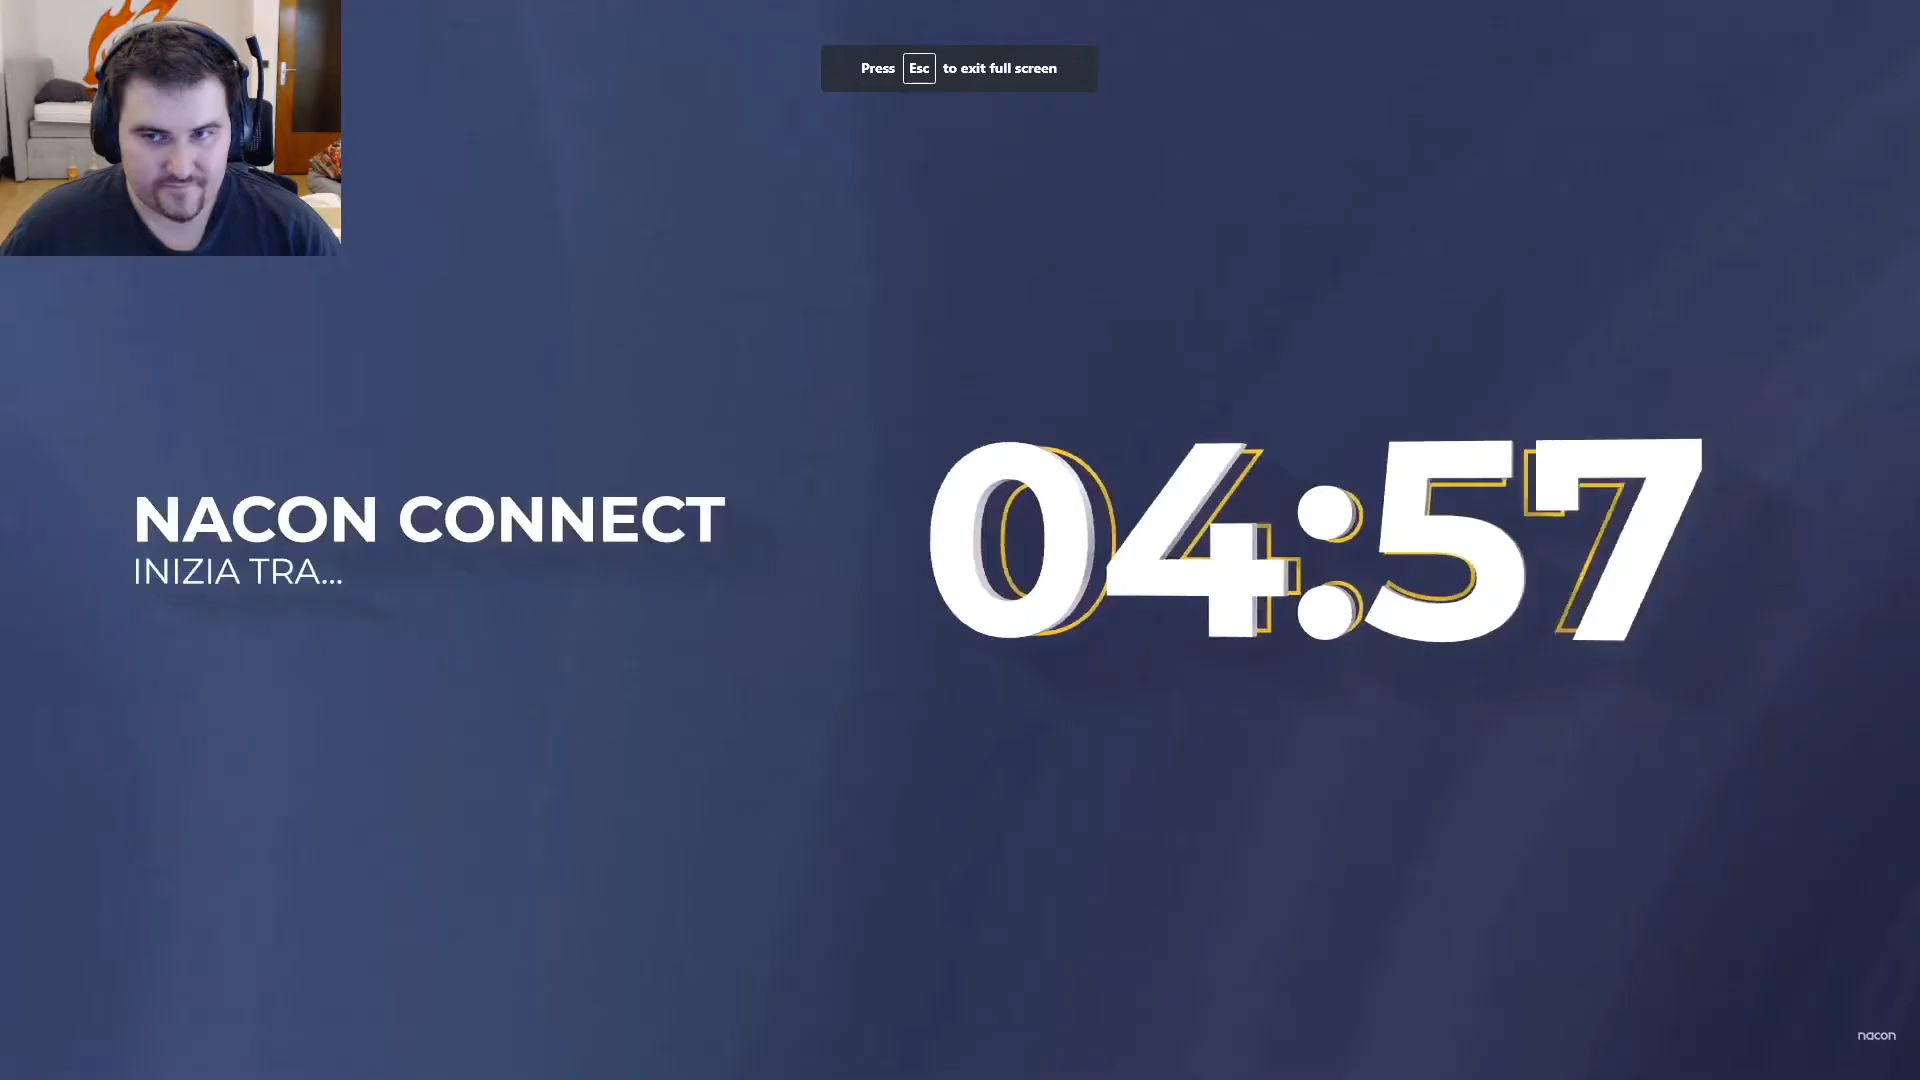 Press Esc to exit full screen
NACON CONNECT
INIZIA TRA...
04:57
nacon